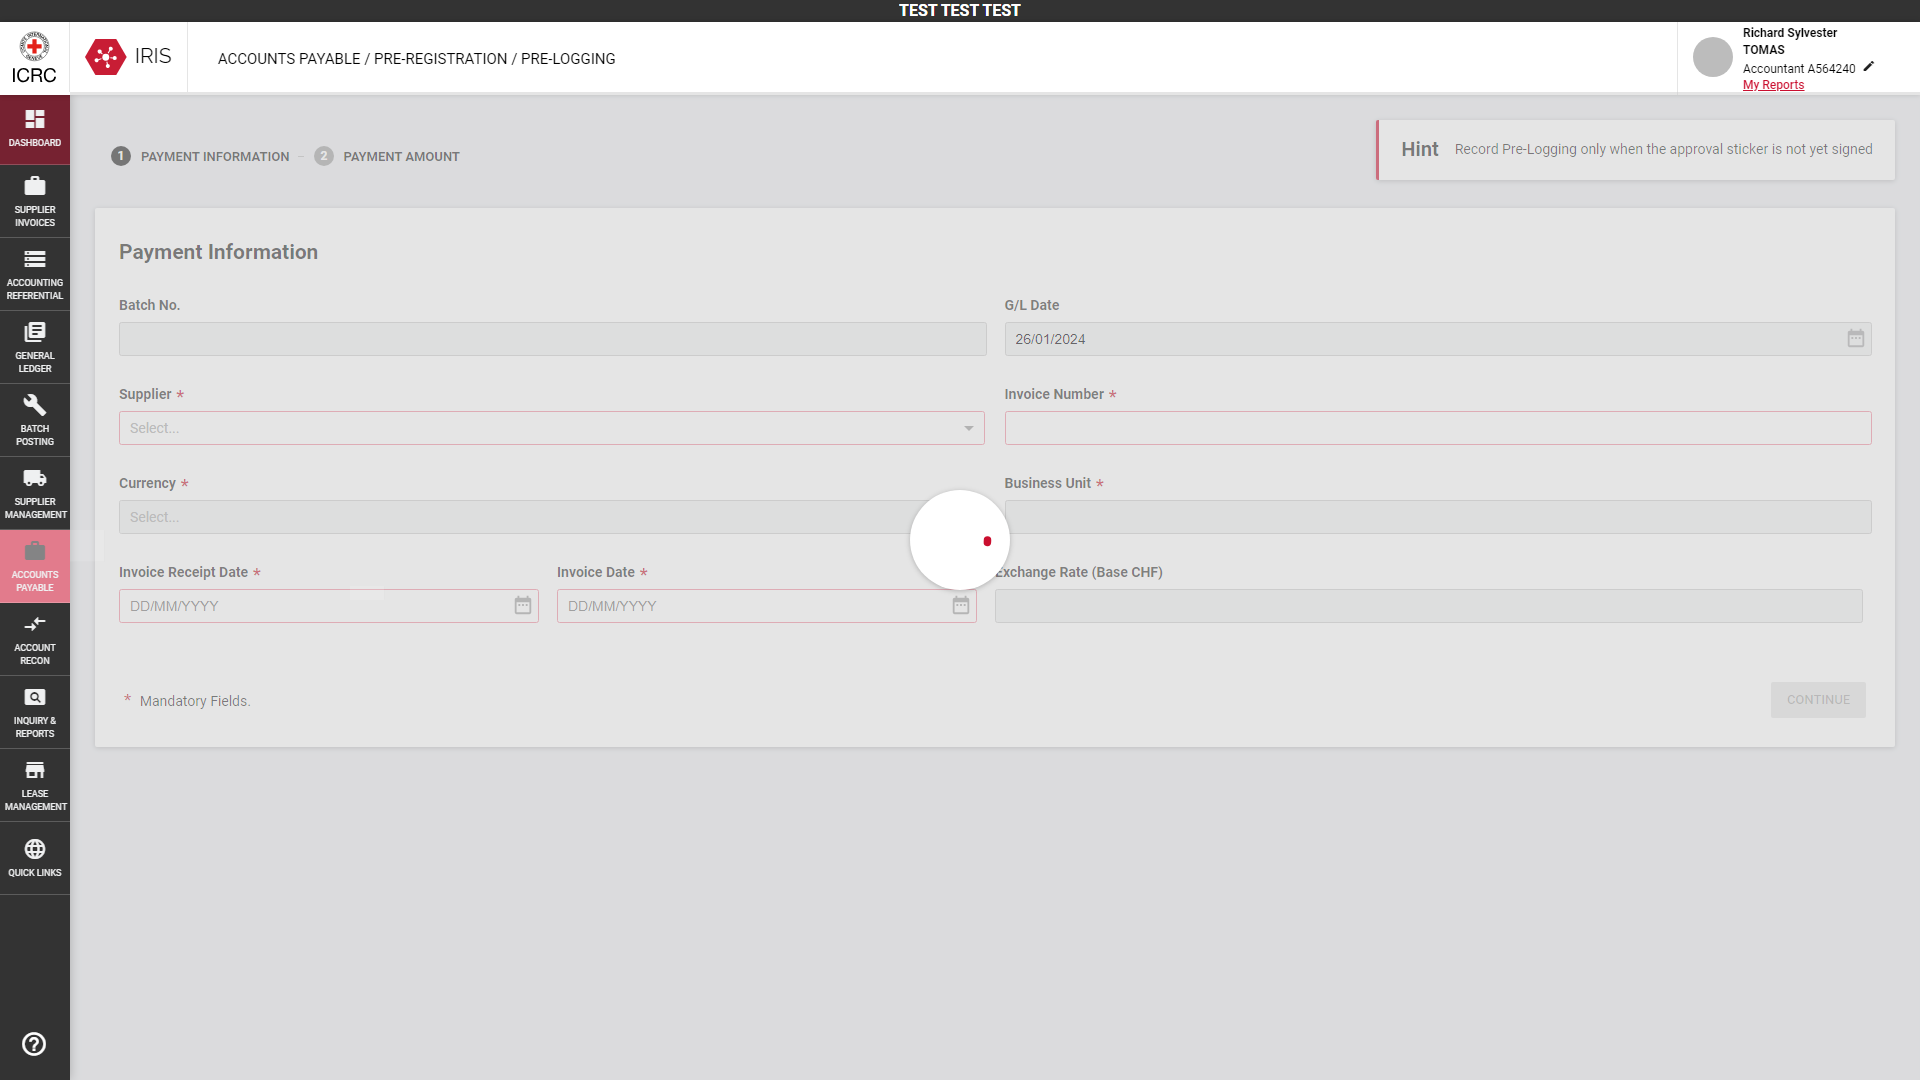 TEST TEST TEST
ICRC
IRIS
ACCOUNTS PAYABLE / PRE-REGISTRATION / PRE-LOGGING
Richard Sylvester
TOMAS
Accountant A564240
My Reports
DASHBOARD
SUPPLIER
INVOICES
ACCOUNTING
REFERENTIAL
GENERAL
LEDGER
BATCH
POSTING
SUPPLIER
MANAGEMENT
ACCOUNTS
PAYABLE
ACCOUNT
RECON
INQUIRY &
REPORTS
LEASE
MANAGEMENT
QUICK LINKS
1 PAYMENT INFORMATION
2 PAYMENT AMOUNT
Hint Record Pre-Logging only when the approval sticker is not yet signed
Payment Information
Batch No.
G/L Date
26/01/2024
Supplier *
Invoice Number *
Select...
Currency *
Business Unit *
Select...
Invoice Receipt Date *
Invoice Date *
Exchange Rate (Base CHF)
DD/MM/YYYY
DD/MM/YYYY
* Mandatory Fields.
CONTINUE